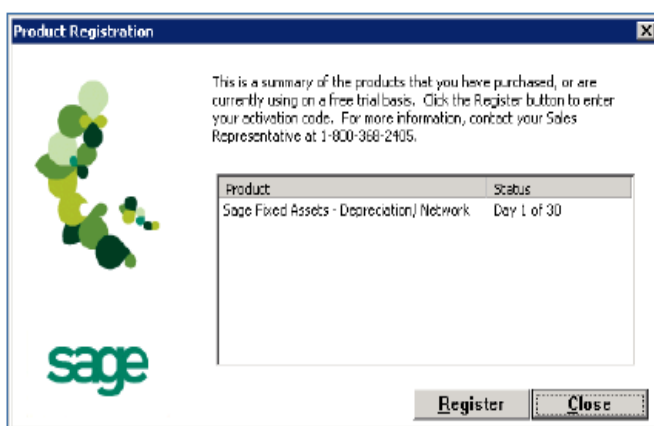 Product Registration
This is a summary of the products that you have purchased, or are
currently using on a free trial basis. Click the Register button to enter
your activation code. For more information, contact your Sales
Representative at 1-800-368-2405.
Product Status
Sage Fixed Assets - Depreciation/ Network Day 1 of 30
sage
Register Close